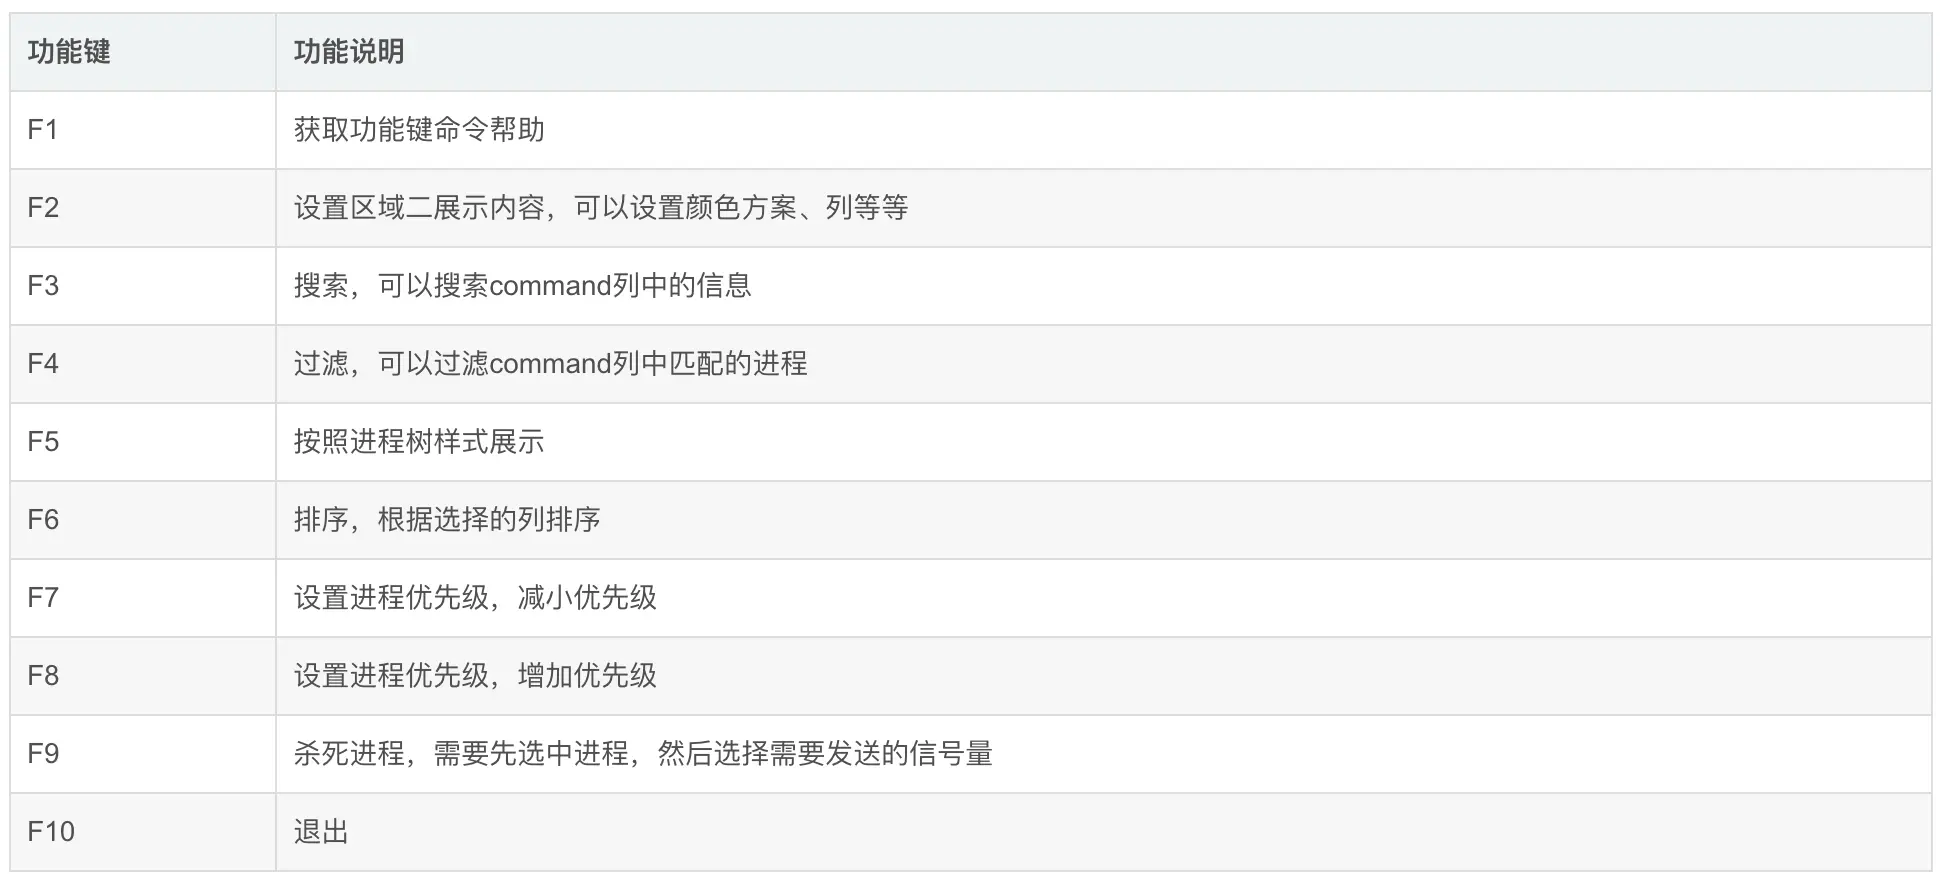 功能键 功能说明
F1 获取功能键命令帮助
F2 设置区域二展示内容，可以设置颜色方案、列等等
F3 搜索，可以搜索command列中的信息
F4 过滤，可以过滤command列中匹配的进程
F5 按照进程树样式展示
F6 排序，根据选择的列排序
F7 设置进程优先级，减小优先级
F8 设置进程优先级，增加优先级
F9 杀死进程，需要先选中进程，然后选择需要发送的信号量
F10 退出